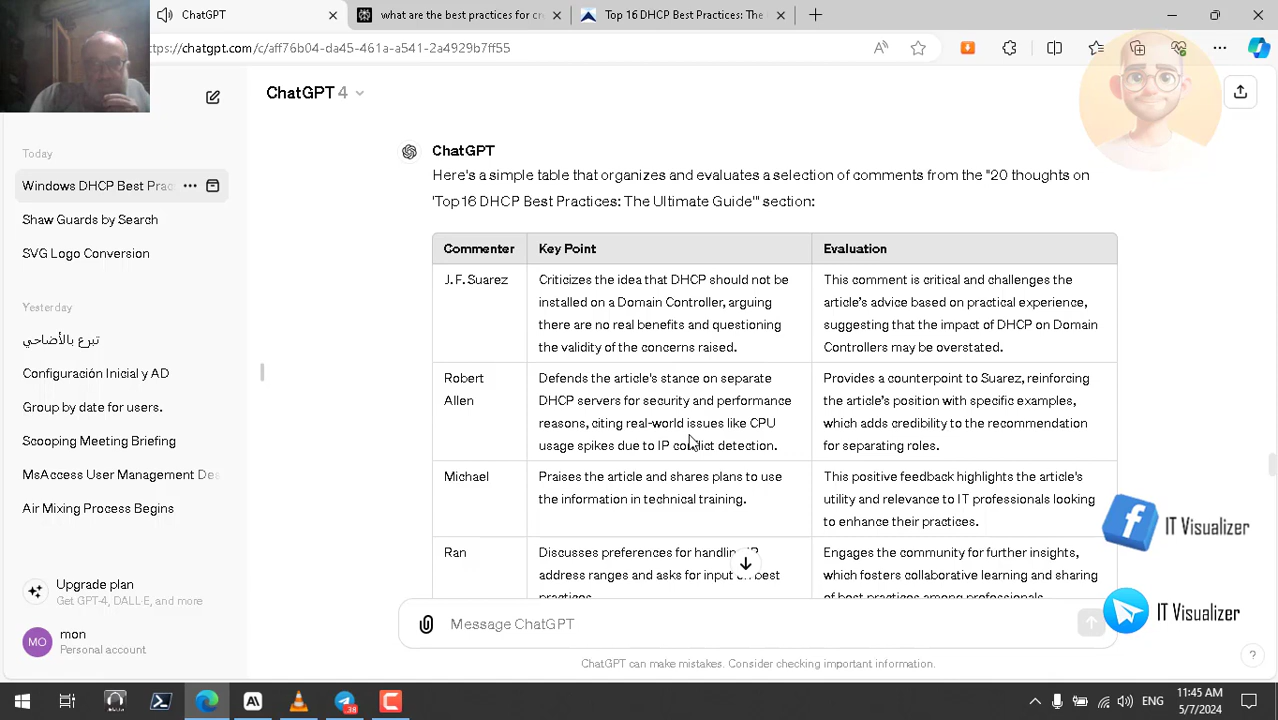 ChatGPT
what are the best practices for cr
Top 16 DHCP Best Practices: The
ttps://chatgpt.com/c/aff76b04-da45-461a-a541-2a4929b7ff55
ChatGPT 4
Today
Windows DHCP Best Prac
Shaw Guards by Search
SVG Logo Conversion
Yesterday
تبرع بالأضاحي
Configuración Inicial y AD
Group by date for users.
Scooping Meeting Briefing
MsAccess User Management Des
Air Mixing Process Begins
Upgrade plan
Get GPT-4, DALL·E, and more
MO
mon
Personal account
ChatGPT
Here's a simple table that organizes and evaluates a selection of comments from the "20 thoughts on
'Top 16 DHCP Best Practices: The Ultimate Guide'" section:
Commenter Key Point Evaluation
J. F. Suarez
Criticizes the idea that DHCP should not be
installed on a Domain Controller, arguing
there are no real benefits and questioning
the validity of the concerns raised.
This comment is critical and challenges the
article's advice based on practical experience,
suggesting that the impact of DHCP on Domain
Controllers may be overstated.
Robert
Allen
Defends the article's stance on separate
DHCP servers for security and performance
reasons, citing real-world issues like CPU
usage spikes due to IP conflict detection.
Provides a counterpoint to Suarez, reinforcing
the article's position with specific examples,
which adds credibility to the recommendation
for separating roles.
Michael
Praises the article and shares plans to use
the information in technical training.
This positive feedback highlights the article's
utility and relevance to IT professionals looking
to enhance their practices.
Ran
Discusses preferences for handling IP
address ranges and asks for input on best
practices.
Engages the community for further insights,
which fosters collaborative learning and sharing
of best practices among professionals.
Message ChatGPT
ChatGPT can make mistakes. Consider checking important information.
?
IT Visualizer
IT Visualizer
38
ENG
11:45 AM
5/7/2024